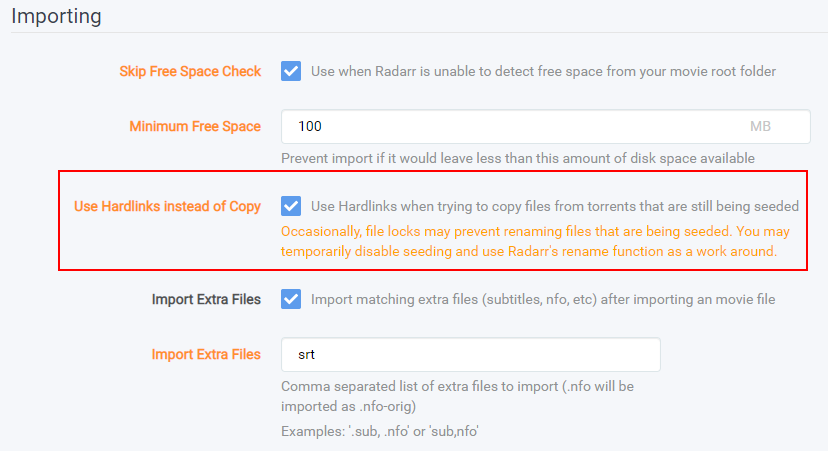 Importing
Skip Free Space Check Use when Radarr is unable to detect free space from your movie root folder
Minimum Free Space 100 MB
Prevent import if it would leave less than this amount of disk space available
Use Hardlinks instead of Copy Use Hardlinks when trying to copy files from torrents that are still being seeded
Occasionally, file locks may prevent renaming files that are being seeded. You may
temporarily disable seeding and use Radarr's rename function as a work around.
Import Extra Files Import matching extra files (subtitles, nfo, etc) after importing an movie file
Import Extra Files srt
Comma separated list of extra files to import (.nfo will be
imported as .nfo-orig)
Examples: '.sub, .nfo' or 'sub,nfo'